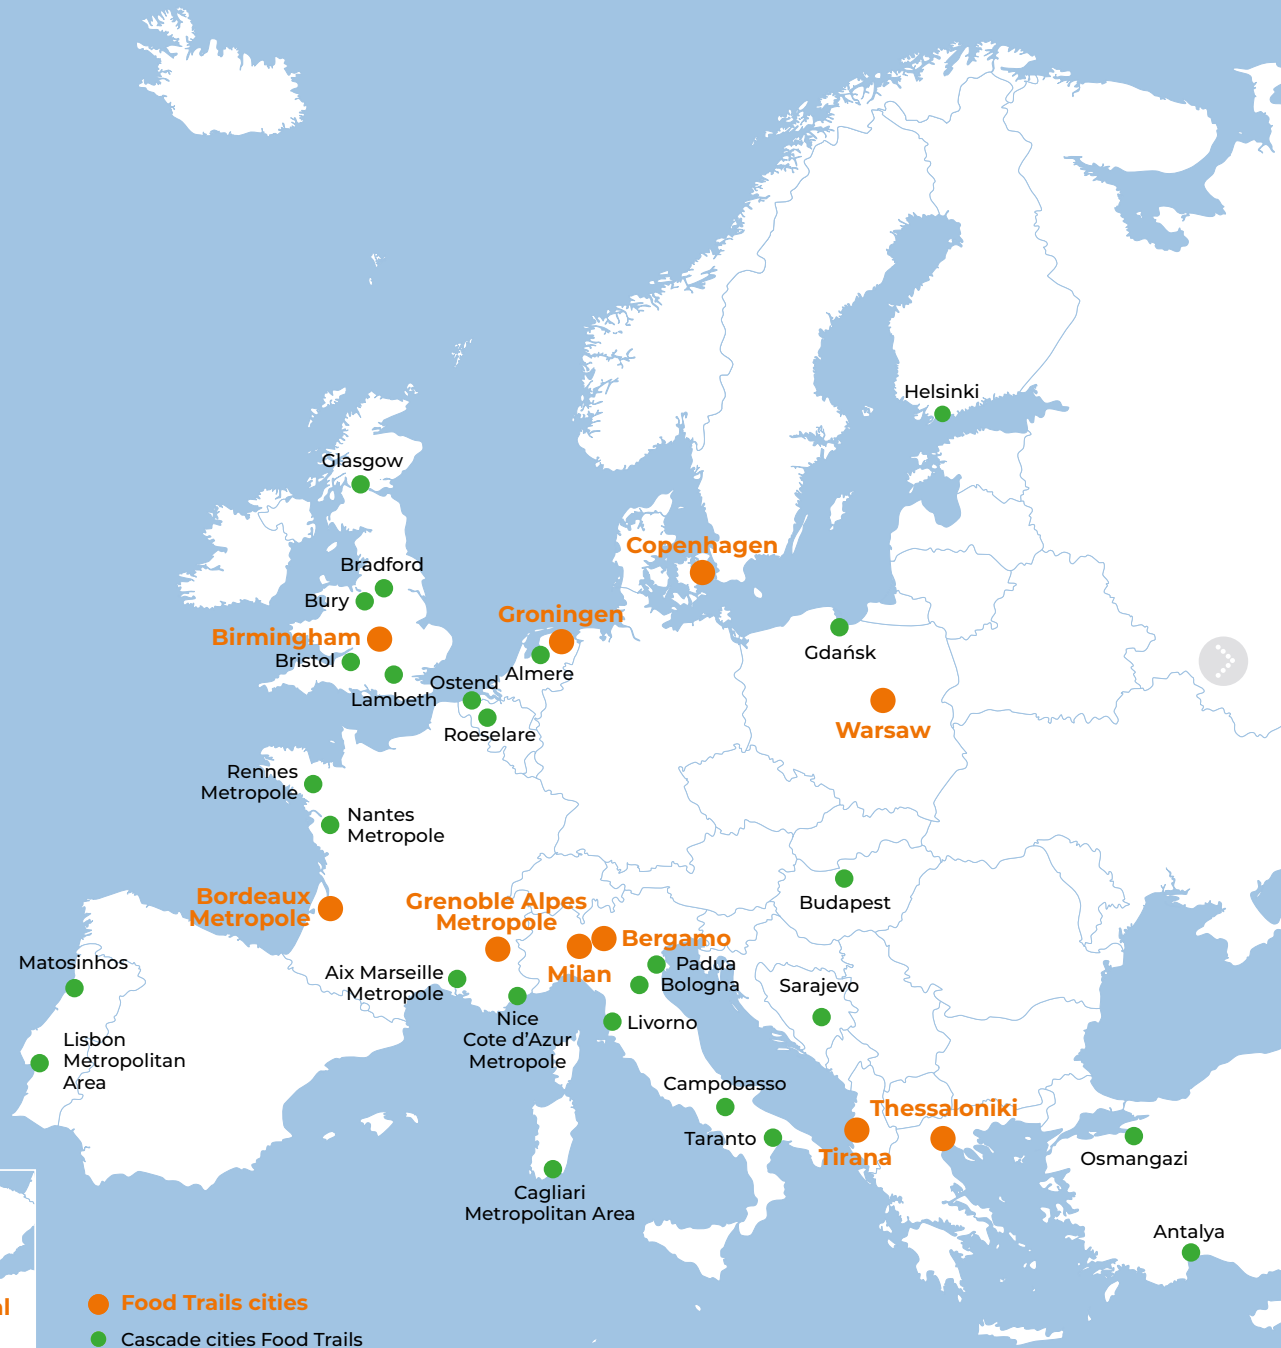 Helsinki
Glasgow
Copenhagen
Bradford
Bury
Groningen
Birmingham
Gdańsk
Bristol
Almere
Ostend
Lambeth
Warsaw
Roeselare
Rennes
Metropole
Nantes
Metropole
Bordeaux
Metropole
Grenoble Alpes
Metropole
Budapest
Bergamo
Milan
Padua
Bologna
Matosinhos
Aix Marseille
Metropole
Sarajevo
Nice
Cote d’Azur
Metropole
Livorno
Lisbon
Metropolitan
Area
Campobasso
Thessaloniki
Taranto
Tirana
Osmangazi
Cagliari
Metropolitan Area
Antalya
Food Trails cities
Cascade cities Food Trails